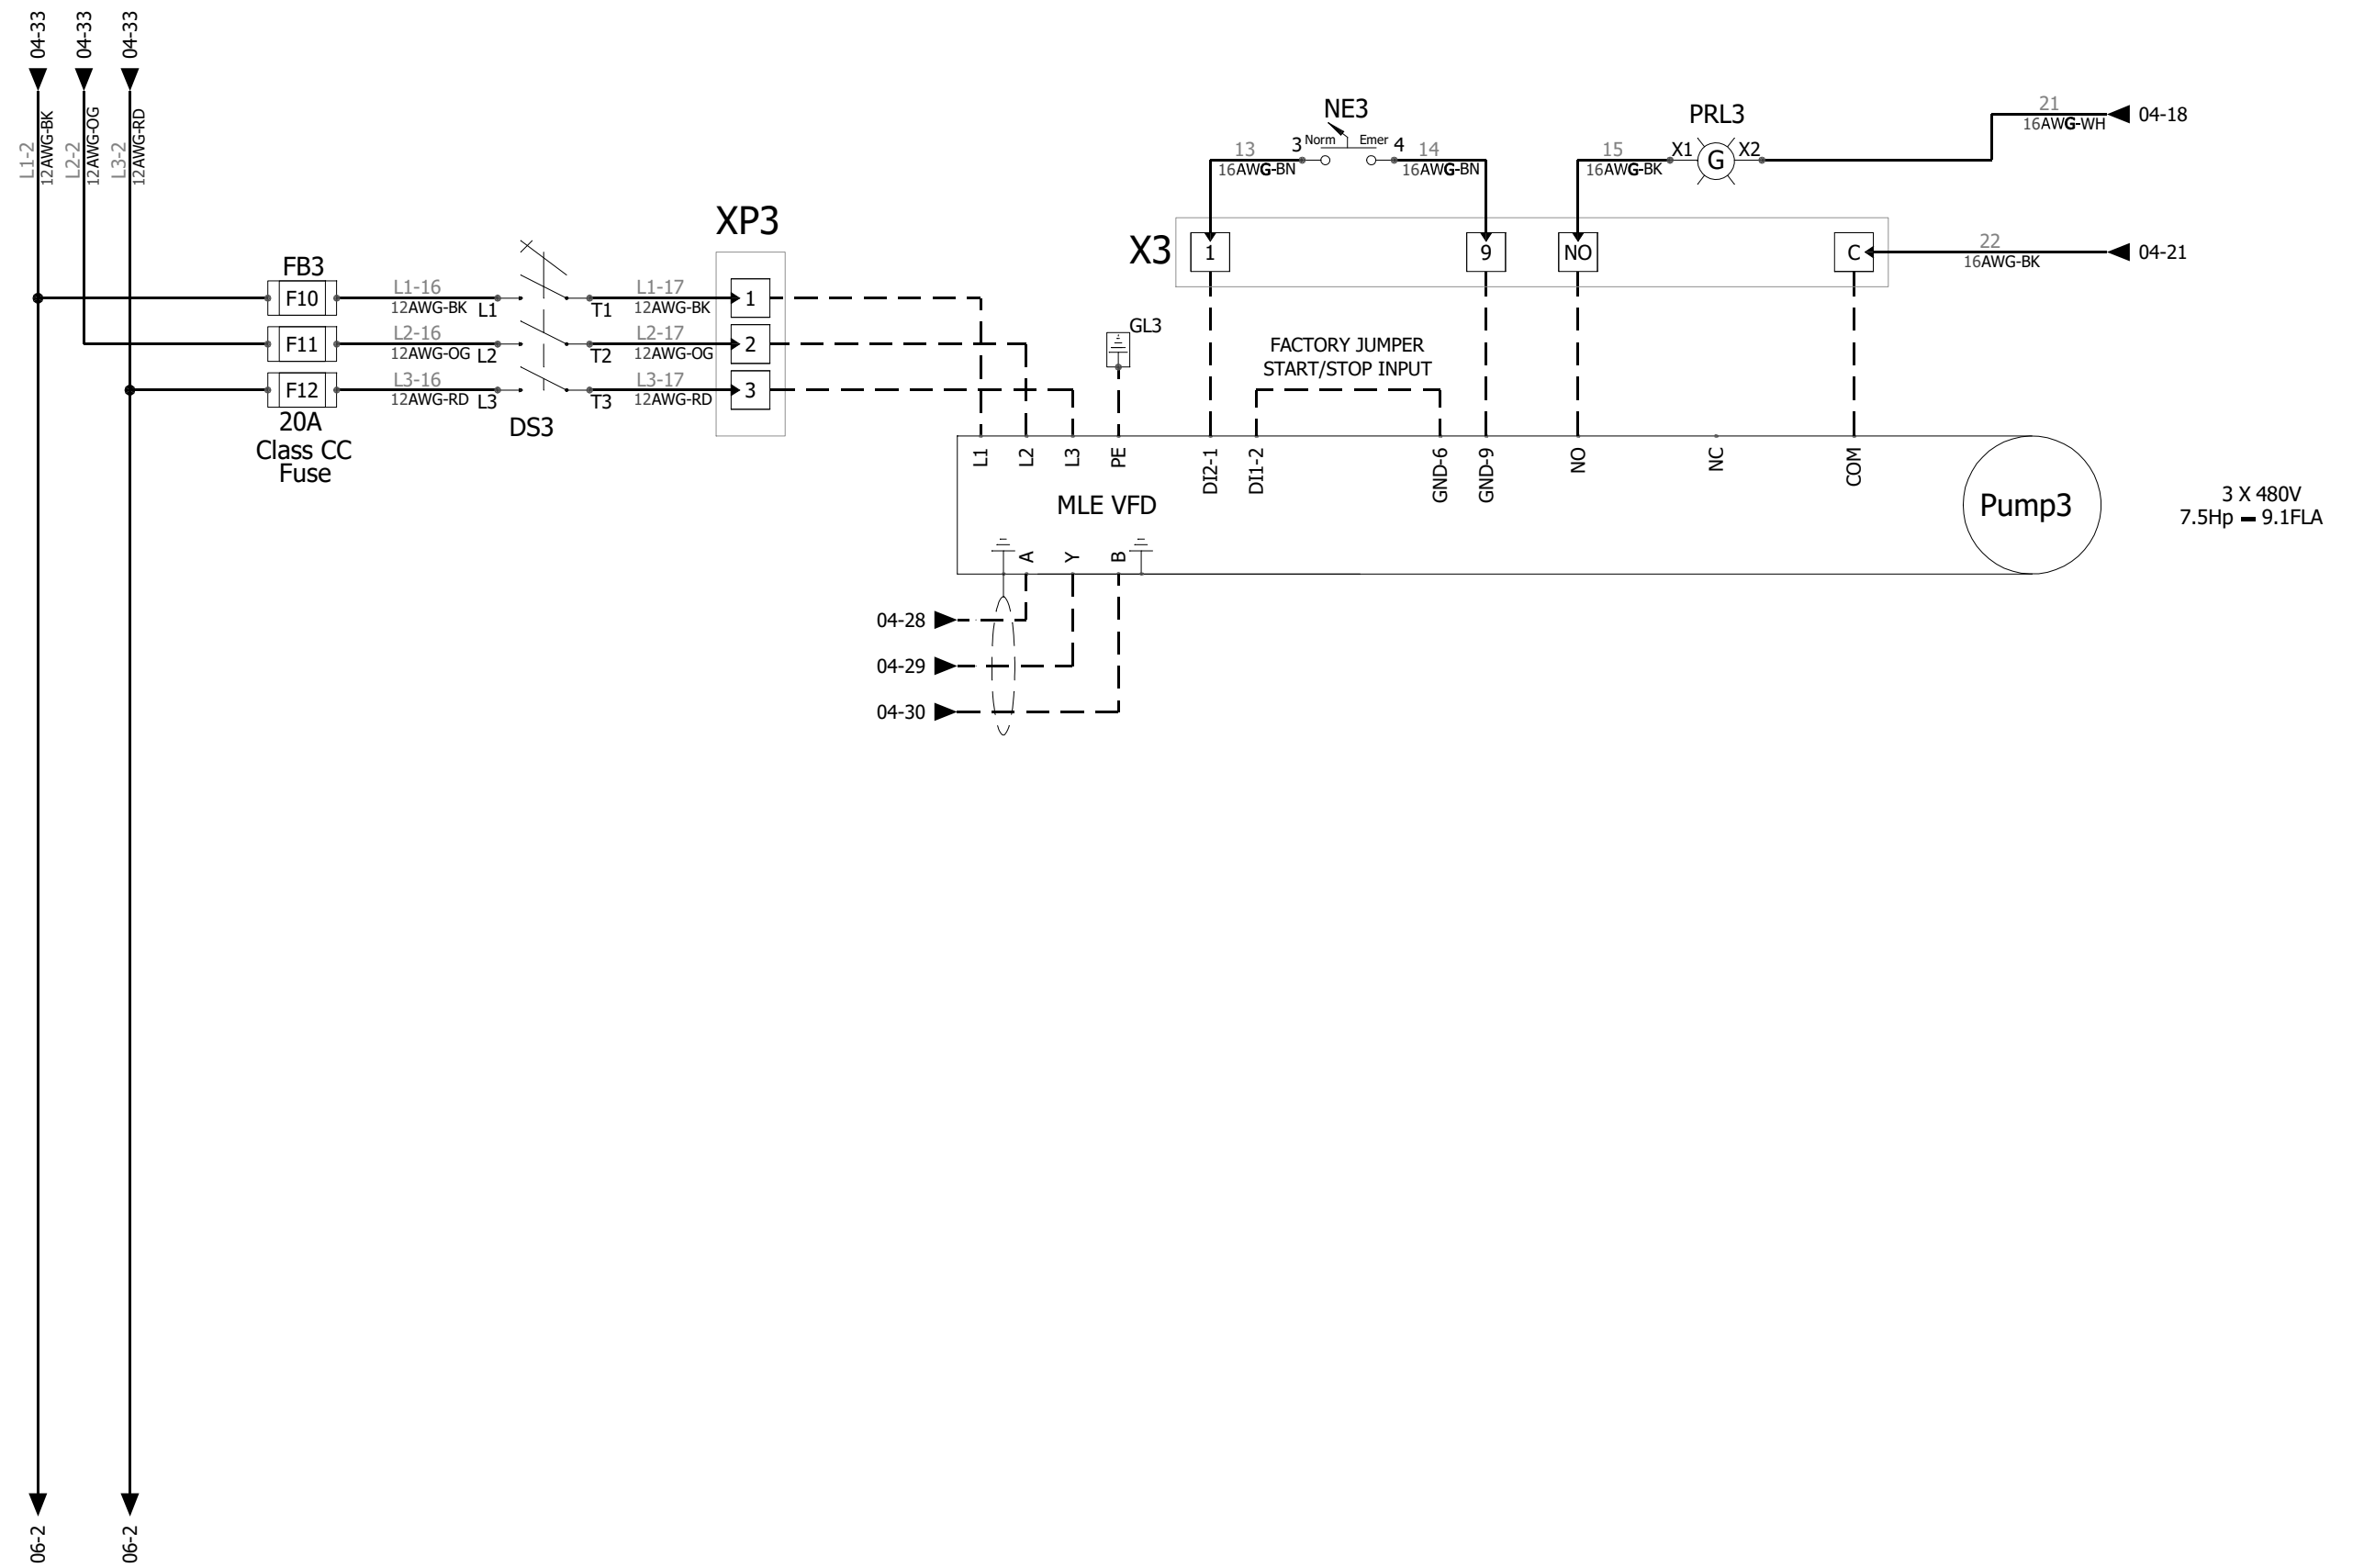 04-33
04-33
04-33
L1-2
12AWG-BK
L2-2
12AWG-OG
L3-2
12AWG-RD
NE3
3 Norm Emer 4
13
16AWG-BN
14
16AWG-BN
PRL3
15
16AWG-BK
X1 G X2
21
16AWG-WH
04-18
XP3
X3
1
9
NO
C
22
16AWG-BK
04-21
FB3
F10
L1-16
12AWG-BK
L1
T1
L1-17
12AWG-BK
1
F11
L2-16
12AWG-OG
L2
T2
L2-17
12AWG-OG
2
F12
L3-16
12AWG-RD
L3
T3
L3-17
12AWG-RD
3
20A
Class CC
Fuse
DS3
GL3
FACTORY JUMPER
START/STOP INPUT
L1
L2
L3
PE
DI2-1
DI1-2
GND-6
GND-9
NO
NC
COM
MLE VFD
Pump3
3 X 480V
7.5Hp - 9.1FLA
A
Y
B
04-28
04-29
04-30
06-2
06-2